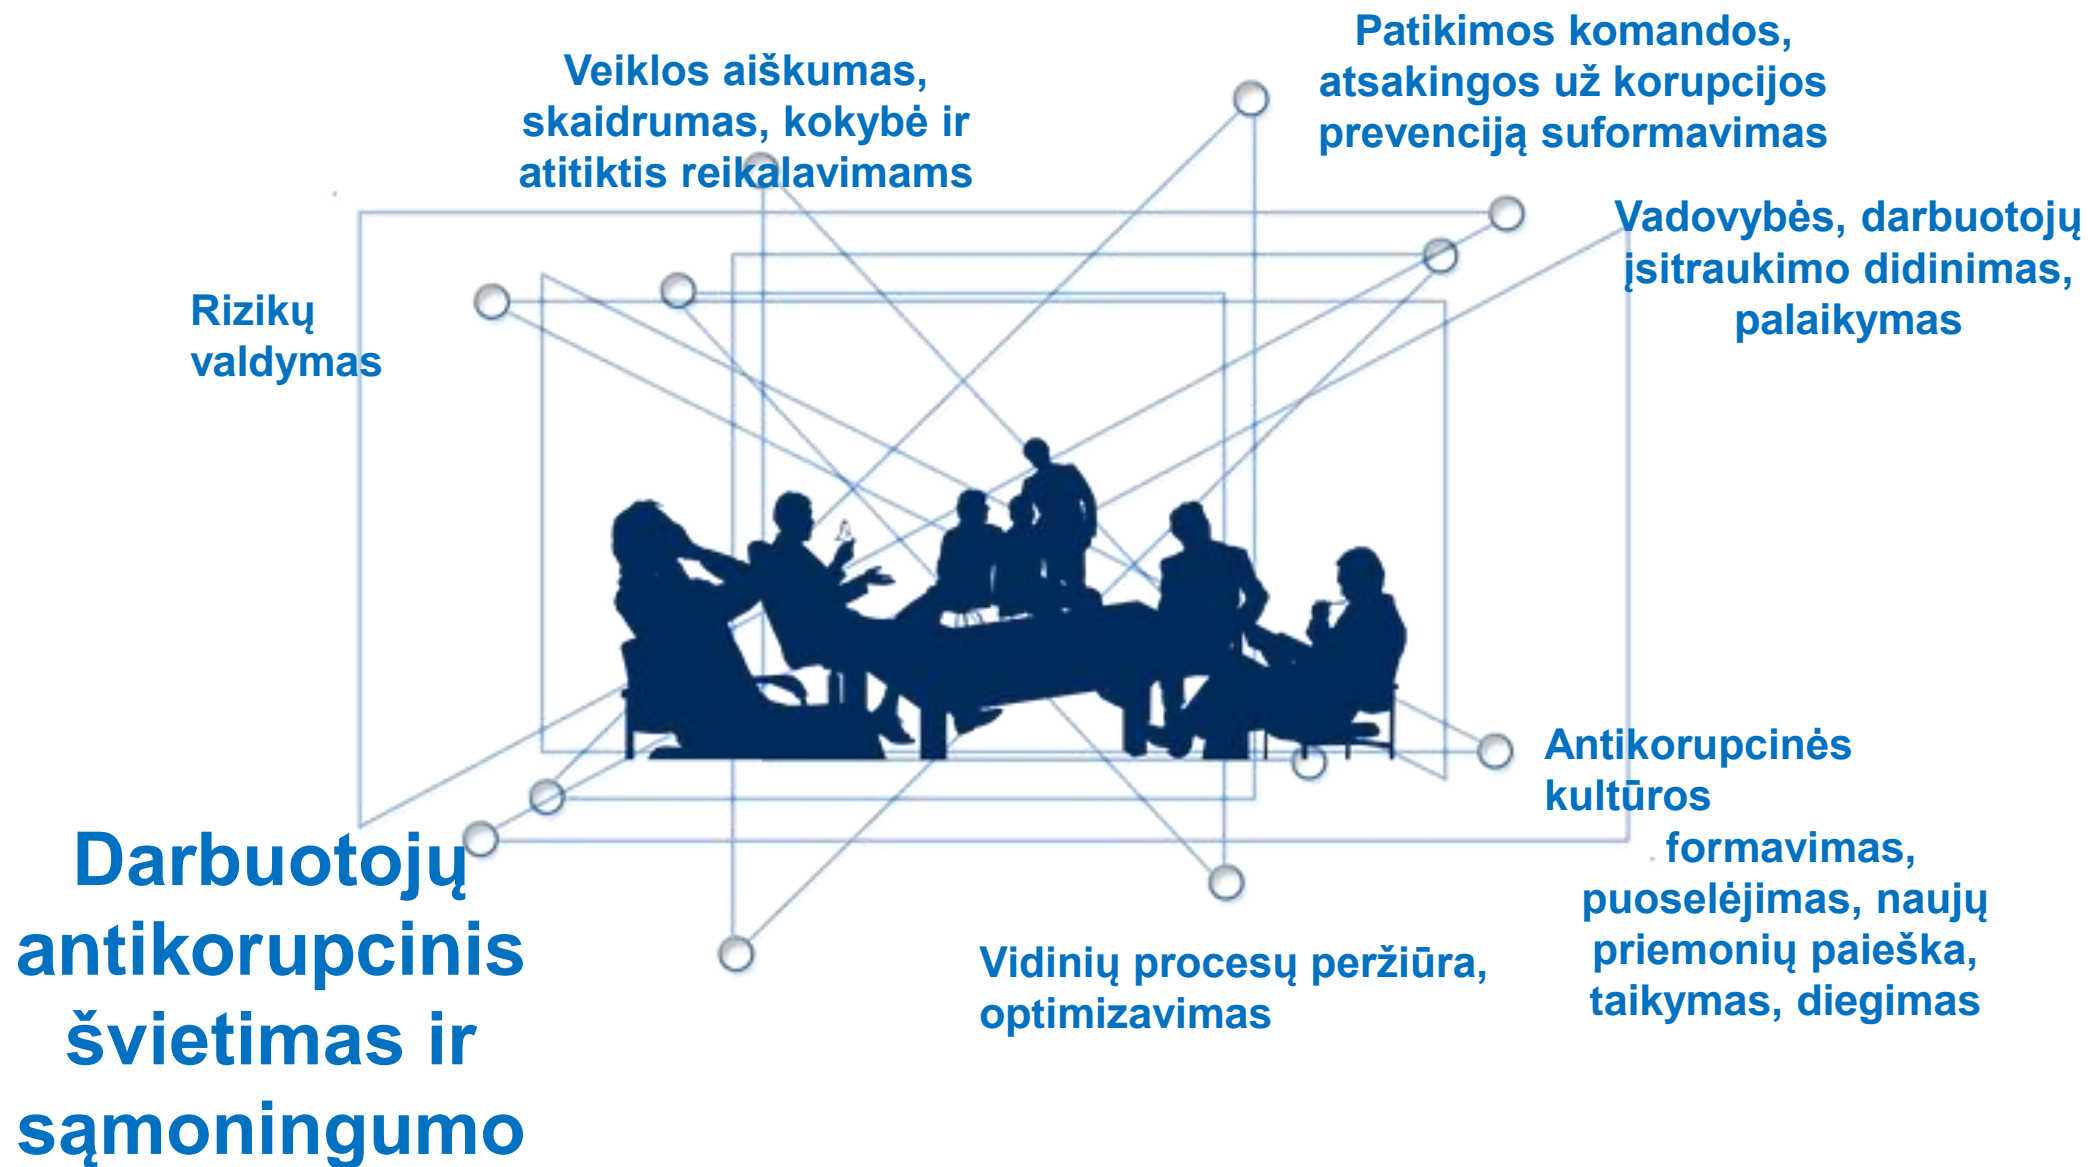 Veiklos aiškumas,
skaidrumas, kokybė ir
atitiktis reikalavimams
Patikimos komandos,
atsakingos už korupcijos
prevenciją suformavimas
Vadovybės, darbuotojų
įsitraukimo didinimas,
palaikymas
Rizikų
valdymas
Antikorupcinės
kultūros
formavimas,
puoselėjimas, naujų
priemonių paieška,
taikymas, diegimas
Vidinių procesų peržiūra,
optimizavimas
Darbuotojų
antikorupcinis
švietimas ir
sąmoningumo